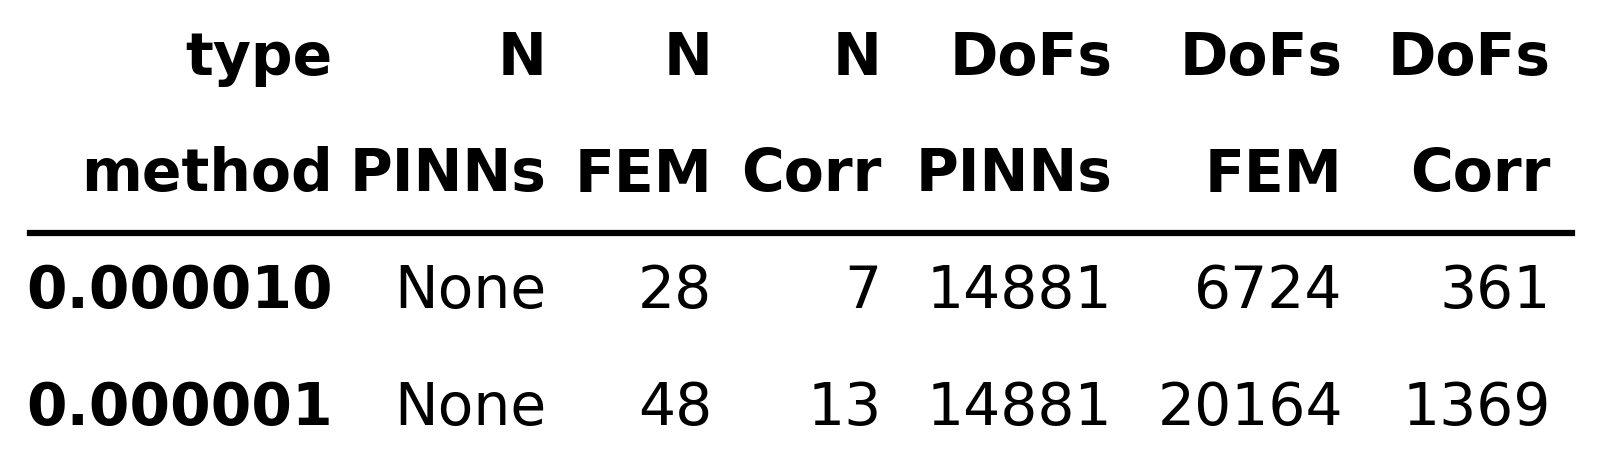 type N N N DoFs DoFs DoFs
method PINNs FEM Corr PINNs FEM Corr
0.000010 None 28 7 14881 6724 361
0.000001 None 48 13 14881 20164 1369